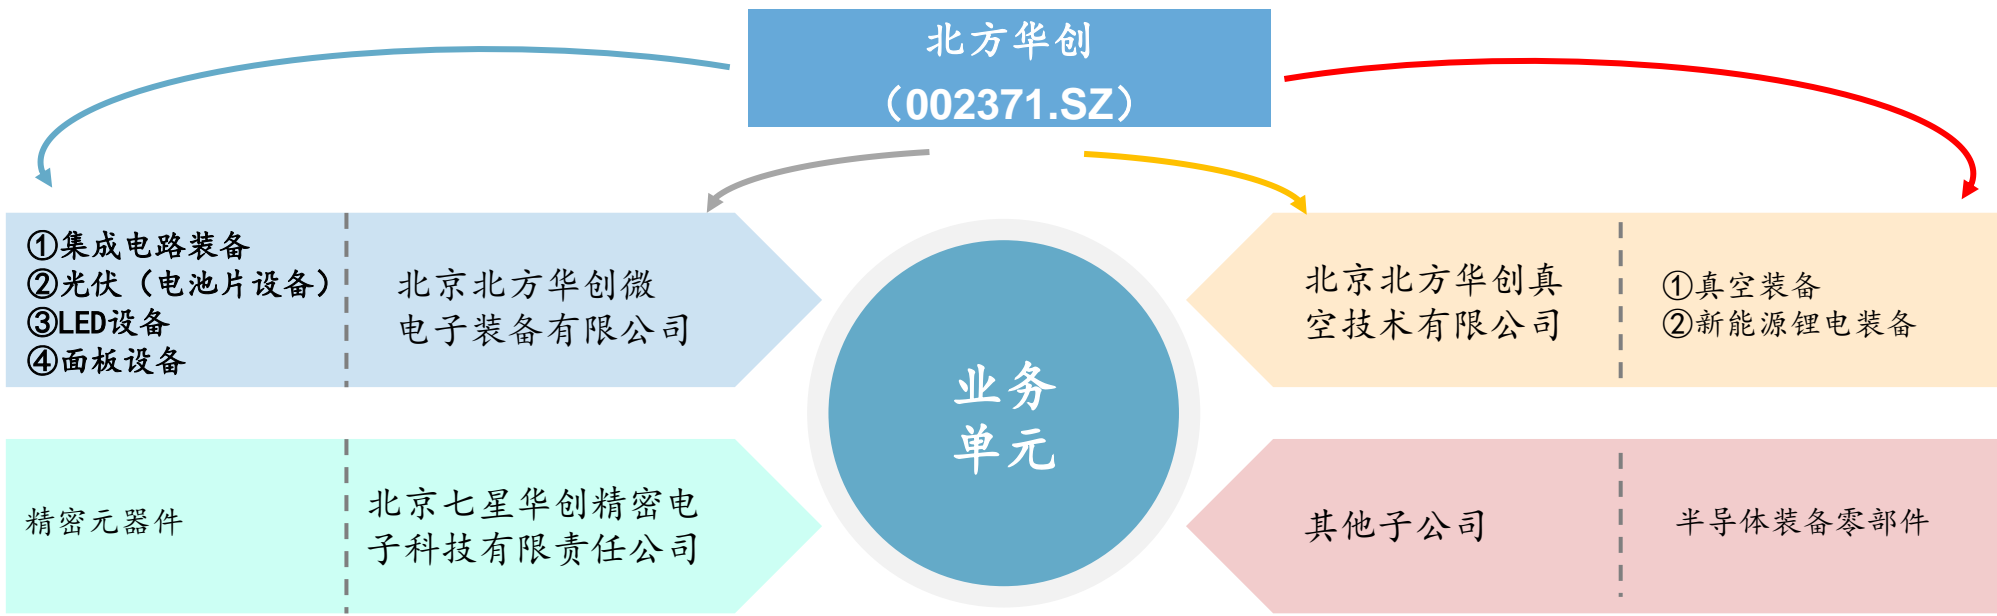 北方华创
（002371.SZ）
①集成电路装备
②光伏（电池片设备）
③LED设备
④面板设备
北京北方华创微
电子装备有限公司
北京北方华创真
空技术有限公司
①真空装备
②新能源锂电装备
业务
单元
精密元器件
北京七星华创精密电
子科技有限责任公司
其他子公司
半导体装备零部件